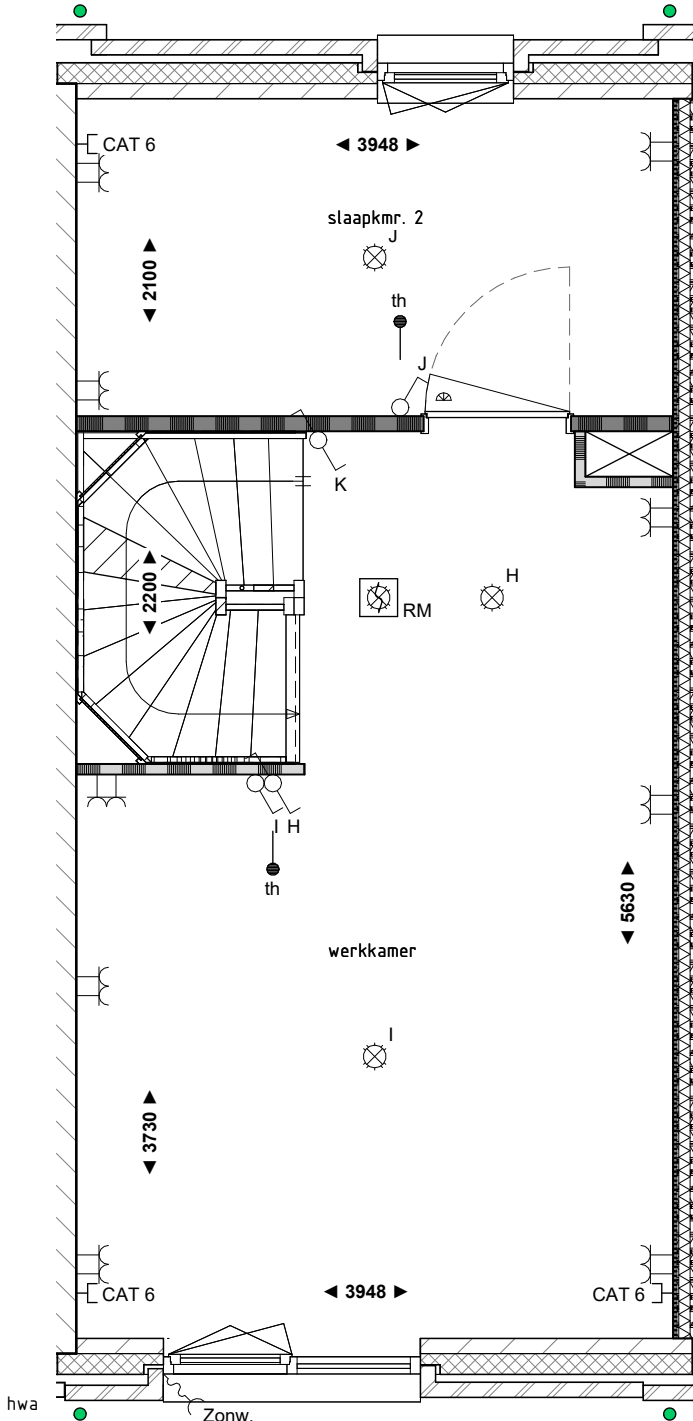 CAT 6
3948
slaapkmr. 2
J
2100
th
J
K
2200
H
RM
I H
th
5630
werkkamer
I
3730
3948
CAT 6
CAT 6
hwa
Zonw.